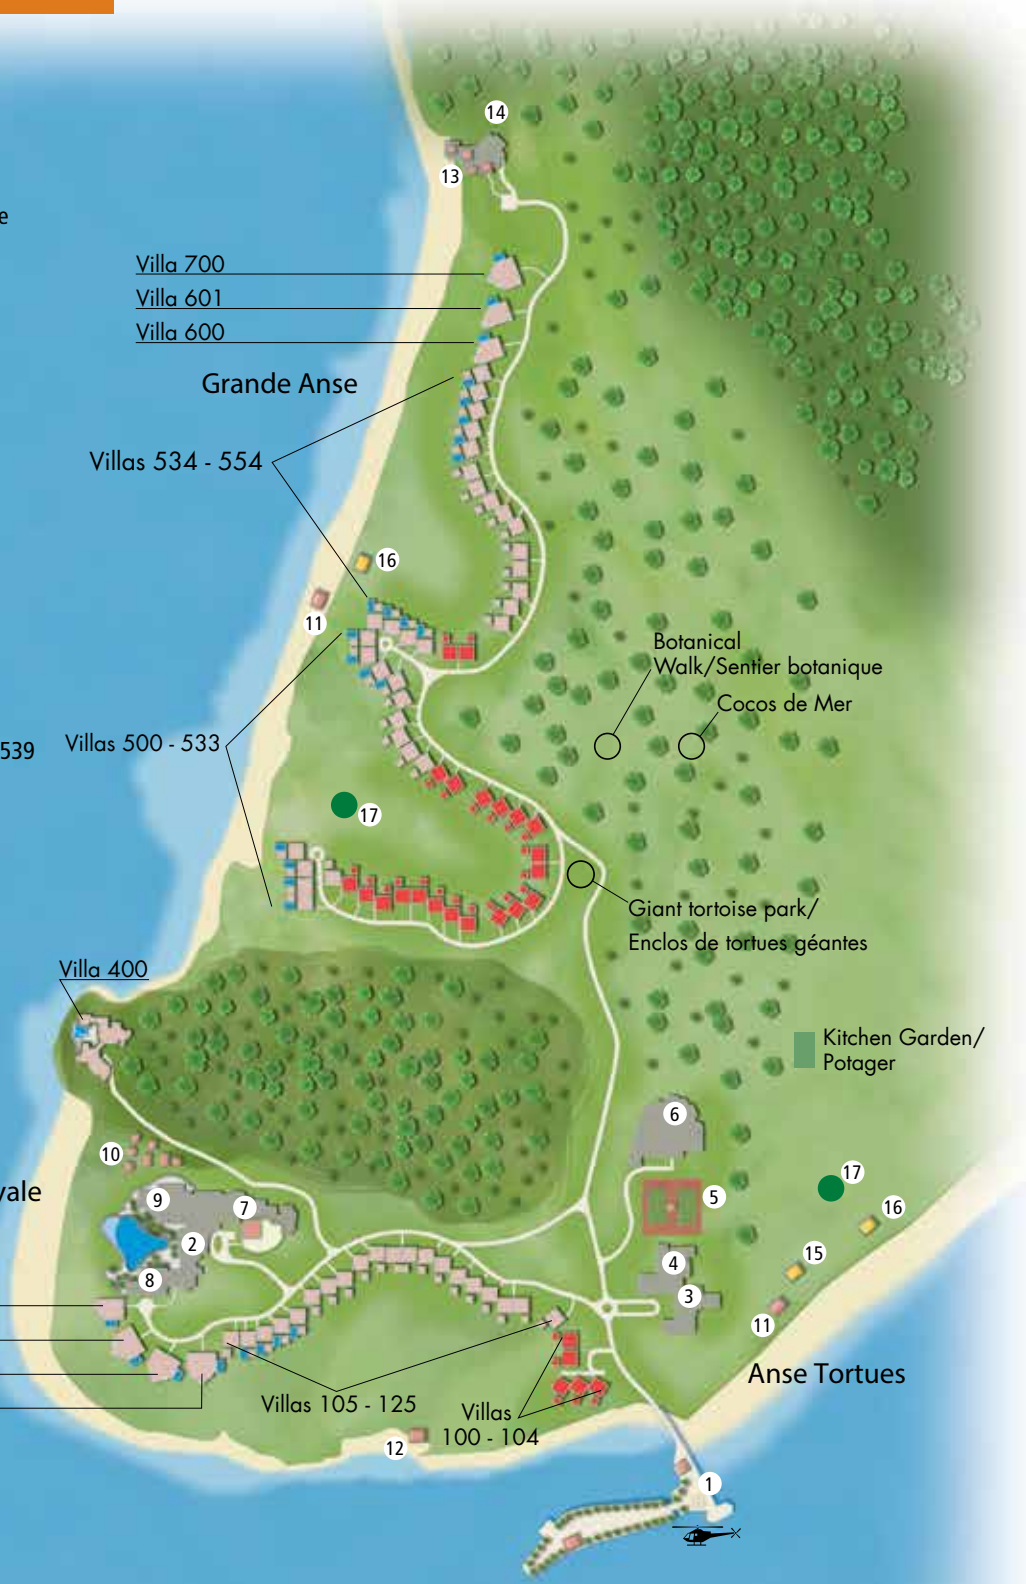 14
13
e
Villa 700
Villa 601
Villa 600
Grande Anse
Villas 534 - 554
16
11
Botanical
Walk/Sentier botanique
Cocos de Mer
539
Villas 500 - 533
17
Giant tortoise park/
Enclos de tortues géantes
Villa 400
Kitchen Garden/
Potager
6
10
17
yale
9
7
5
16
2
4
15
8
3
11
Anse Tortues
Villas 105 - 125
Villas
100 - 104
12
1